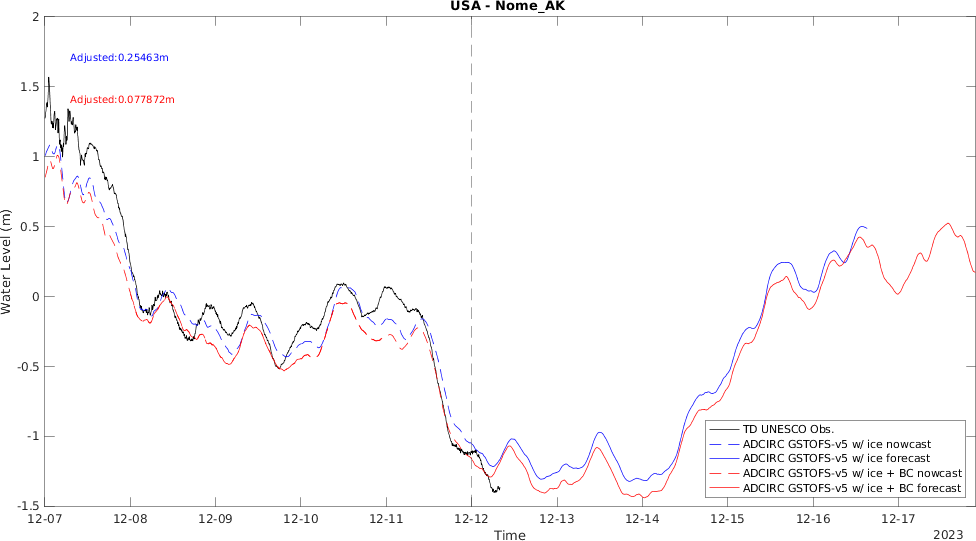 USA - Nome_AK
2
Adjusted:0.25463m
1.5
Adjusted:0.077872m
1
0.5
Water Level (m)
0
-0.5
-1
TD UNESCO Obs.
ADCIRC GSTOFS-v5 w/ ice nowcast
ADCIRC GSTOFS-v5 w/ ice forecast
ADCIRC GSTOFS-v5 w/ ice + BC nowcast
ADCIRC GSTOFS-v5 w/ ice + BC forecast
-1.5
12-07 12-08 12-09 12-10 12-11 12-12 12-13 12-14 12-15 12-16 12-17
Time
2023